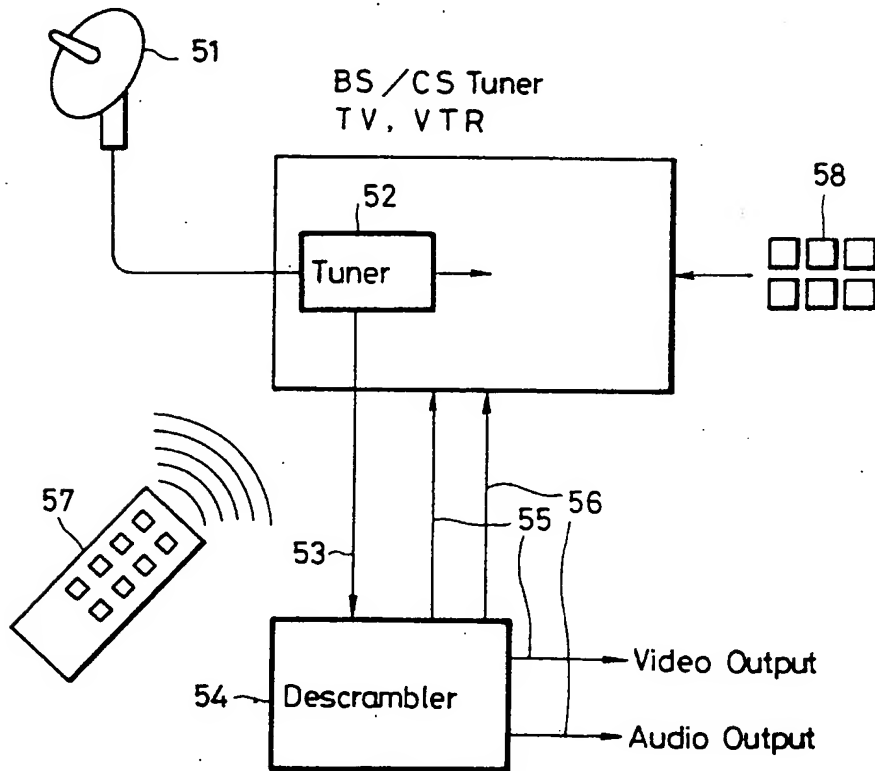 51
BS/CS Tuner
TV, VTR
52
58
Tuner
57
53
55
56
54
Descrambler
Video Output
Audio Output